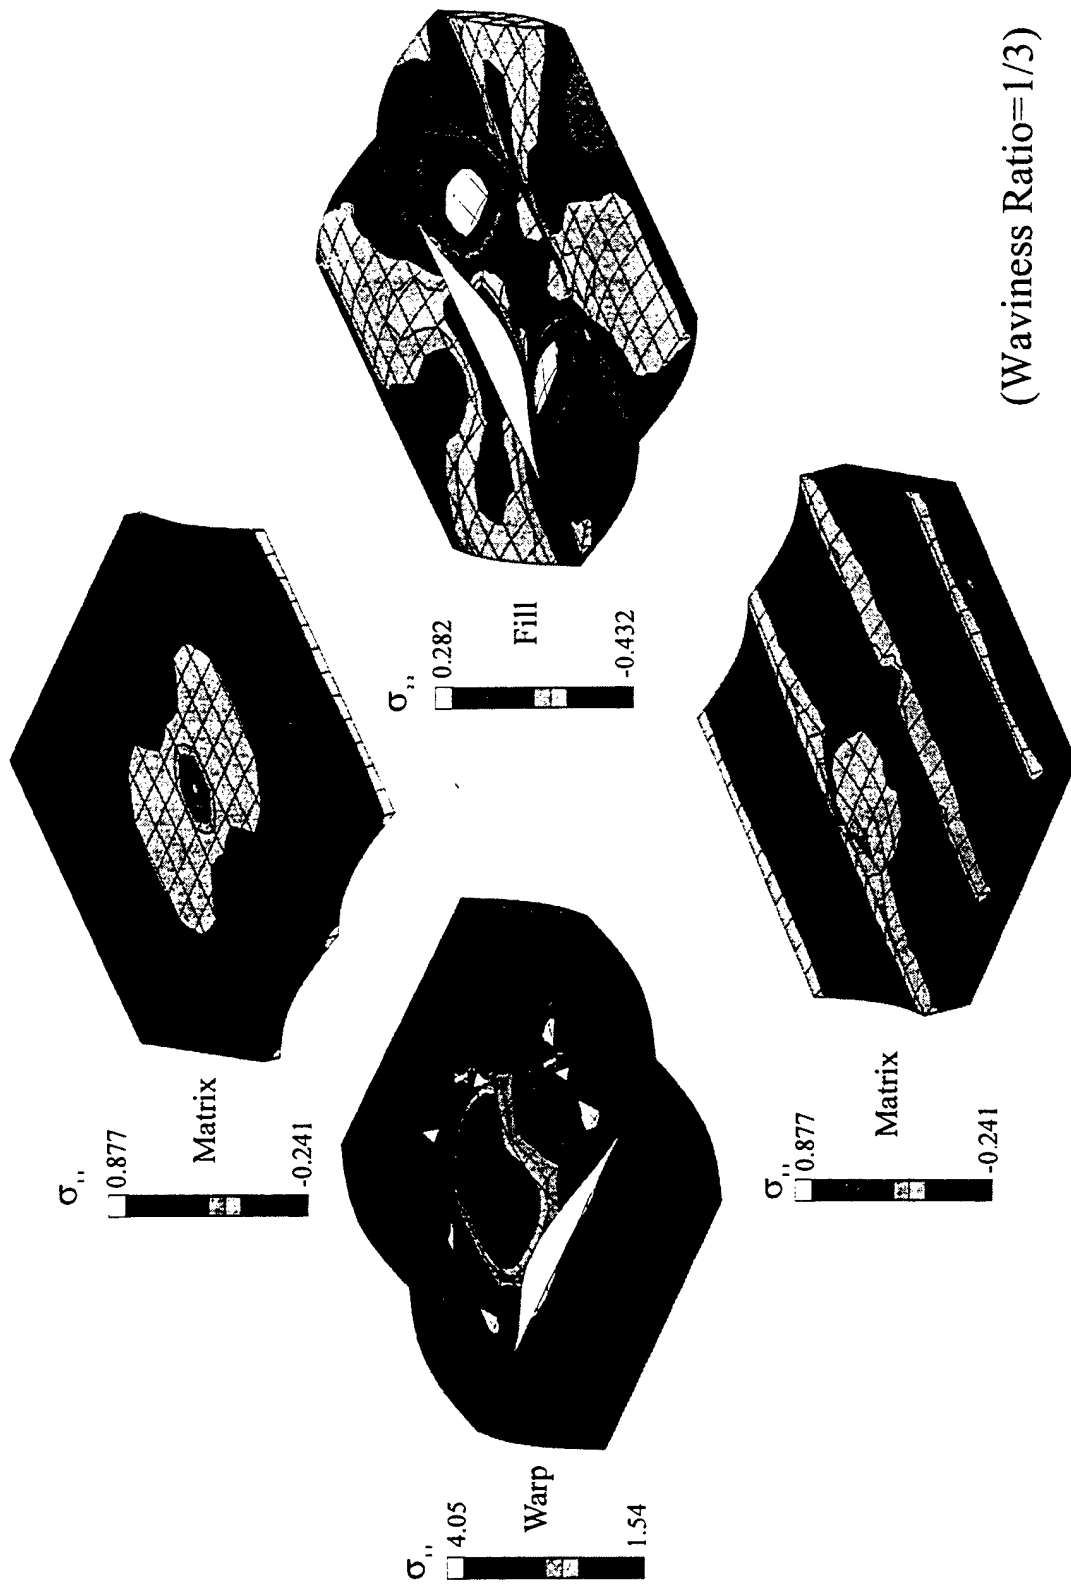 σ₁₁
0.877
Matrix
-0.241
σ₁₁
4.05
Warp
1.54
σ₂₂
0.282
Fill
-0.432
σ₁₁
0.877
Matrix
-0.241
(Waviness Ratio=1/3)